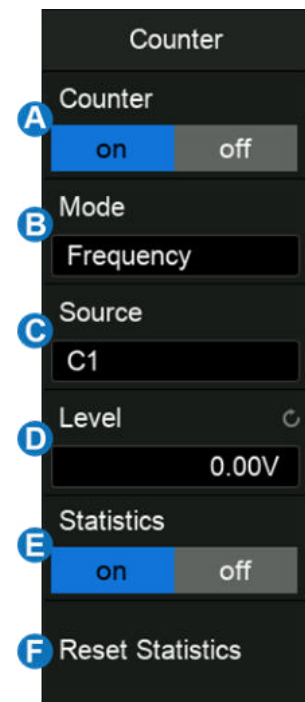 Counter
A Counter
on off
B Mode
Frequency
C Source
C1
D Level
0.00V
E Statistics
on off
F Reset Statistics